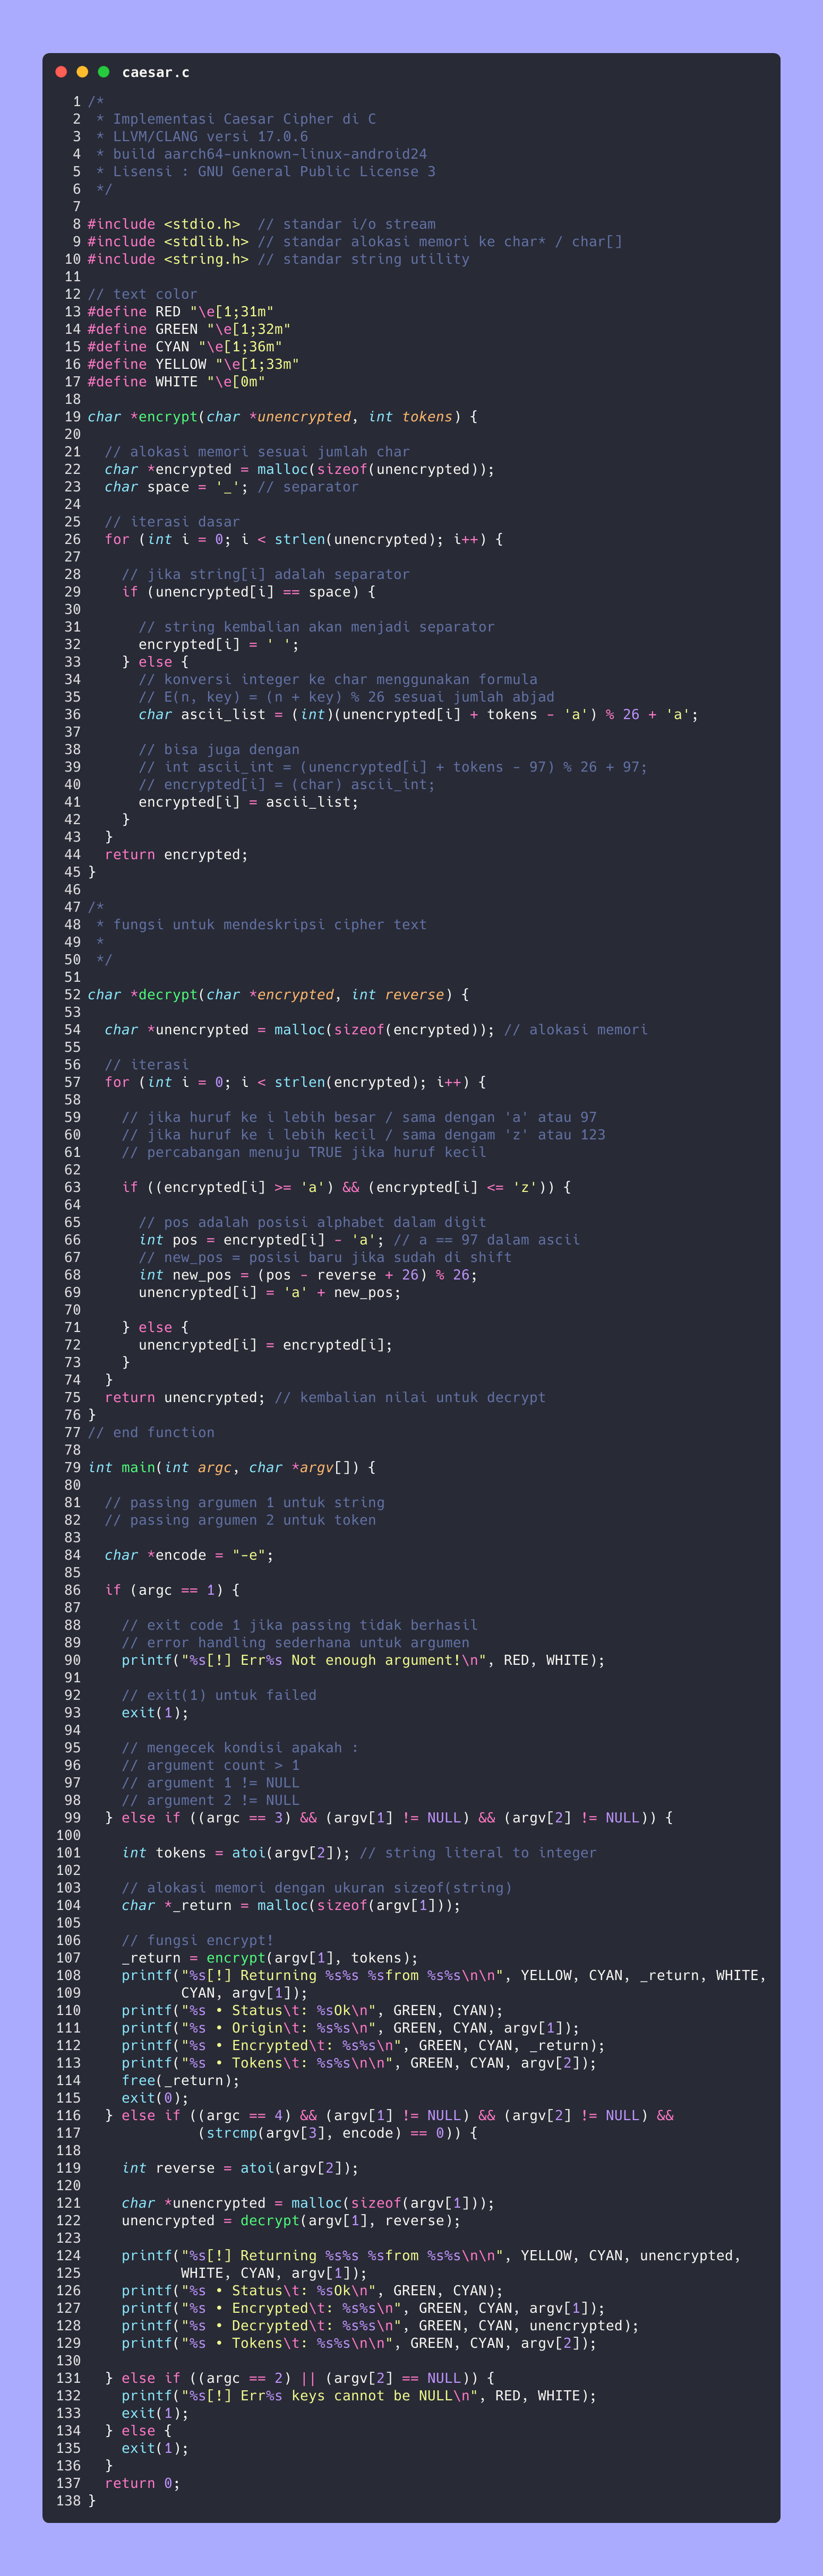 caesar.c
1 /*
2  * Implementasi Caesar Cipher di C
3  * LLVM/CLANG versi 17.0.6
4  * build aarch64-unknown-linux-android24
5  * Lisensi : GNU General Public License 3
6  */
7
8 #include <stdio.h>  // standar i/o stream
9 #include <stdlib.h> // standar alokasi memori ke char* / char[]
10 #include <string.h> // standar string utility
11
12 // text color
13 #define RED "\e[1;31m"
14 #define GREEN "\e[1;32m"
15 #define CYAN "\e[1;36m"
16 #define YELLOW "\e[1;33m"
17 #define WHITE "\e[0m"
18
19 char *encrypt(char *unencrypted, int tokens) {
20
21   // alokasi memori sesuai jumlah char
22   char *encrypted = malloc(sizeof(unencrypted));
23   char space = '_'; // separator
24
25   // iterasi dasar
26   for (int i = 0; i < strlen(unencrypted); i++) {
27
28     // jika string[i] adalah separator
29     if (unencrypted[i] == space) {
30
31       // string kembalian akan menjadi separator
32       encrypted[i] = ' ';
33     } else {
34       // konversi integer ke char menggunakan formula
35       // E(n, key) = (n + key) % 26 sesuai jumlah abjad
36       char ascii_list = (int)(unencrypted[i] + tokens - 'a') % 26 + 'a';
37
38       // bisa juga dengan
39       // int ascii_int = (unencrypted[i] + tokens - 97) % 26 + 97;
40       // encrypted[i] = (char) ascii_int;
41       encrypted[i] = ascii_list;
42     }
43   }
44   return encrypted;
45 }
46
47 /*
48  * fungsi untuk mendeskripsi cipher text
49  *
50  */
51
52 char *decrypt(char *encrypted, int reverse) {
53
54   char *unencrypted = malloc(sizeof(encrypted)); // alokasi memori
55
56   // iterasi
57   for (int i = 0; i < strlen(encrypted); i++) {
58
59     // jika huruf ke i lebih besar / sama dengan 'a' atau 97
60     // jika huruf ke i lebih kecil / sama dengam 'z' atau 123
61     // percabangan menuju TRUE jika huruf kecil
62
63     if ((encrypted[i] >= 'a') && (encrypted[i] <= 'z')) {
64
65       // pos adalah posisi alphabet dalam digit
66       int pos = encrypted[i] - 'a'; // a == 97 dalam ascii
67       // new_pos = posisi baru jika sudah di shift
68       int new_pos = (pos - reverse + 26) % 26;
69       unencrypted[i] = 'a' + new_pos;
70
71     } else {
72       unencrypted[i] = encrypted[i];
73     }
74   }
75   return unencrypted; // kembalian nilai untuk decrypt
76 }
77 // end function
78
79 int main(int argc, char *argv[]) {
80
81   // passing argumen 1 untuk string
82   // passing argumen 2 untuk token
83
84   char *encode = "-e";
85
86   if (argc == 1) {
87
88     // exit code 1 jika passing tidak berhasil
89     // error handling sederhana untuk argumen
90     printf("%s[!] Err%s Not enough argument!\n", RED, WHITE);
91
92     // exit(1) untuk failed
93     exit(1);
94
95     // mengecek kondisi apakah :
96     // argument count > 1
97     // argument 1 != NULL
98     // argument 2 != NULL
99   } else if ((argc == 3) && (argv[1] != NULL) && (argv[2] != NULL)) {
100
101     int tokens = atoi(argv[2]); // string literal to integer
102
103     // alokasi memori dengan ukuran sizeof(string)
104     char *_return = malloc(sizeof(argv[1]));
105
106     // fungsi encrypt!
107     _return = encrypt(argv[1], tokens);
108     printf("%s[!] Returning %s%s %sfrom %s%s\n\n", YELLOW, CYAN, _return, WHITE,
109            CYAN, argv[1]);
110     printf("%s • Status\t: %sOk\n", GREEN, CYAN);
111     printf("%s • Origin\t: %s%s\n", GREEN, CYAN, argv[1]);
112     printf("%s • Encrypted\t: %s%s\n", GREEN, CYAN, _return);
113     printf("%s • Tokens\t: %s%s\n\n", GREEN, CYAN, argv[2]);
114     free(_return);
115     exit(0);
116   } else if ((argc == 4) && (argv[1] != NULL) && (argv[2] != NULL) &&
117              (strcmp(argv[3], encode) == 0)) {
118
119     int reverse = atoi(argv[2]);
120
121     char *unencrypted = malloc(sizeof(argv[1]));
122     unencrypted = decrypt(argv[1], reverse);
123
124     printf("%s[!] Returning %s%s %sfrom %s%s\n\n", YELLOW, CYAN, unencrypted,
125            WHITE, CYAN, argv[1]);
126     printf("%s • Status\t: %sOk\n", GREEN, CYAN);
127     printf("%s • Encrypted\t: %s%s\n", GREEN, CYAN, argv[1]);
128     printf("%s • Decrypted\t: %s%s\n", GREEN, CYAN, unencrypted);
129     printf("%s • Tokens\t: %s%s\n\n", GREEN, CYAN, argv[2]);
130
131   } else if ((argc == 2) || (argv[2] == NULL)) {
132     printf("%s[!] Err%s keys cannot be NULL\n", RED, WHITE);
133     exit(1);
134   } else {
135     exit(1);
136   }
137   return 0;
138 }